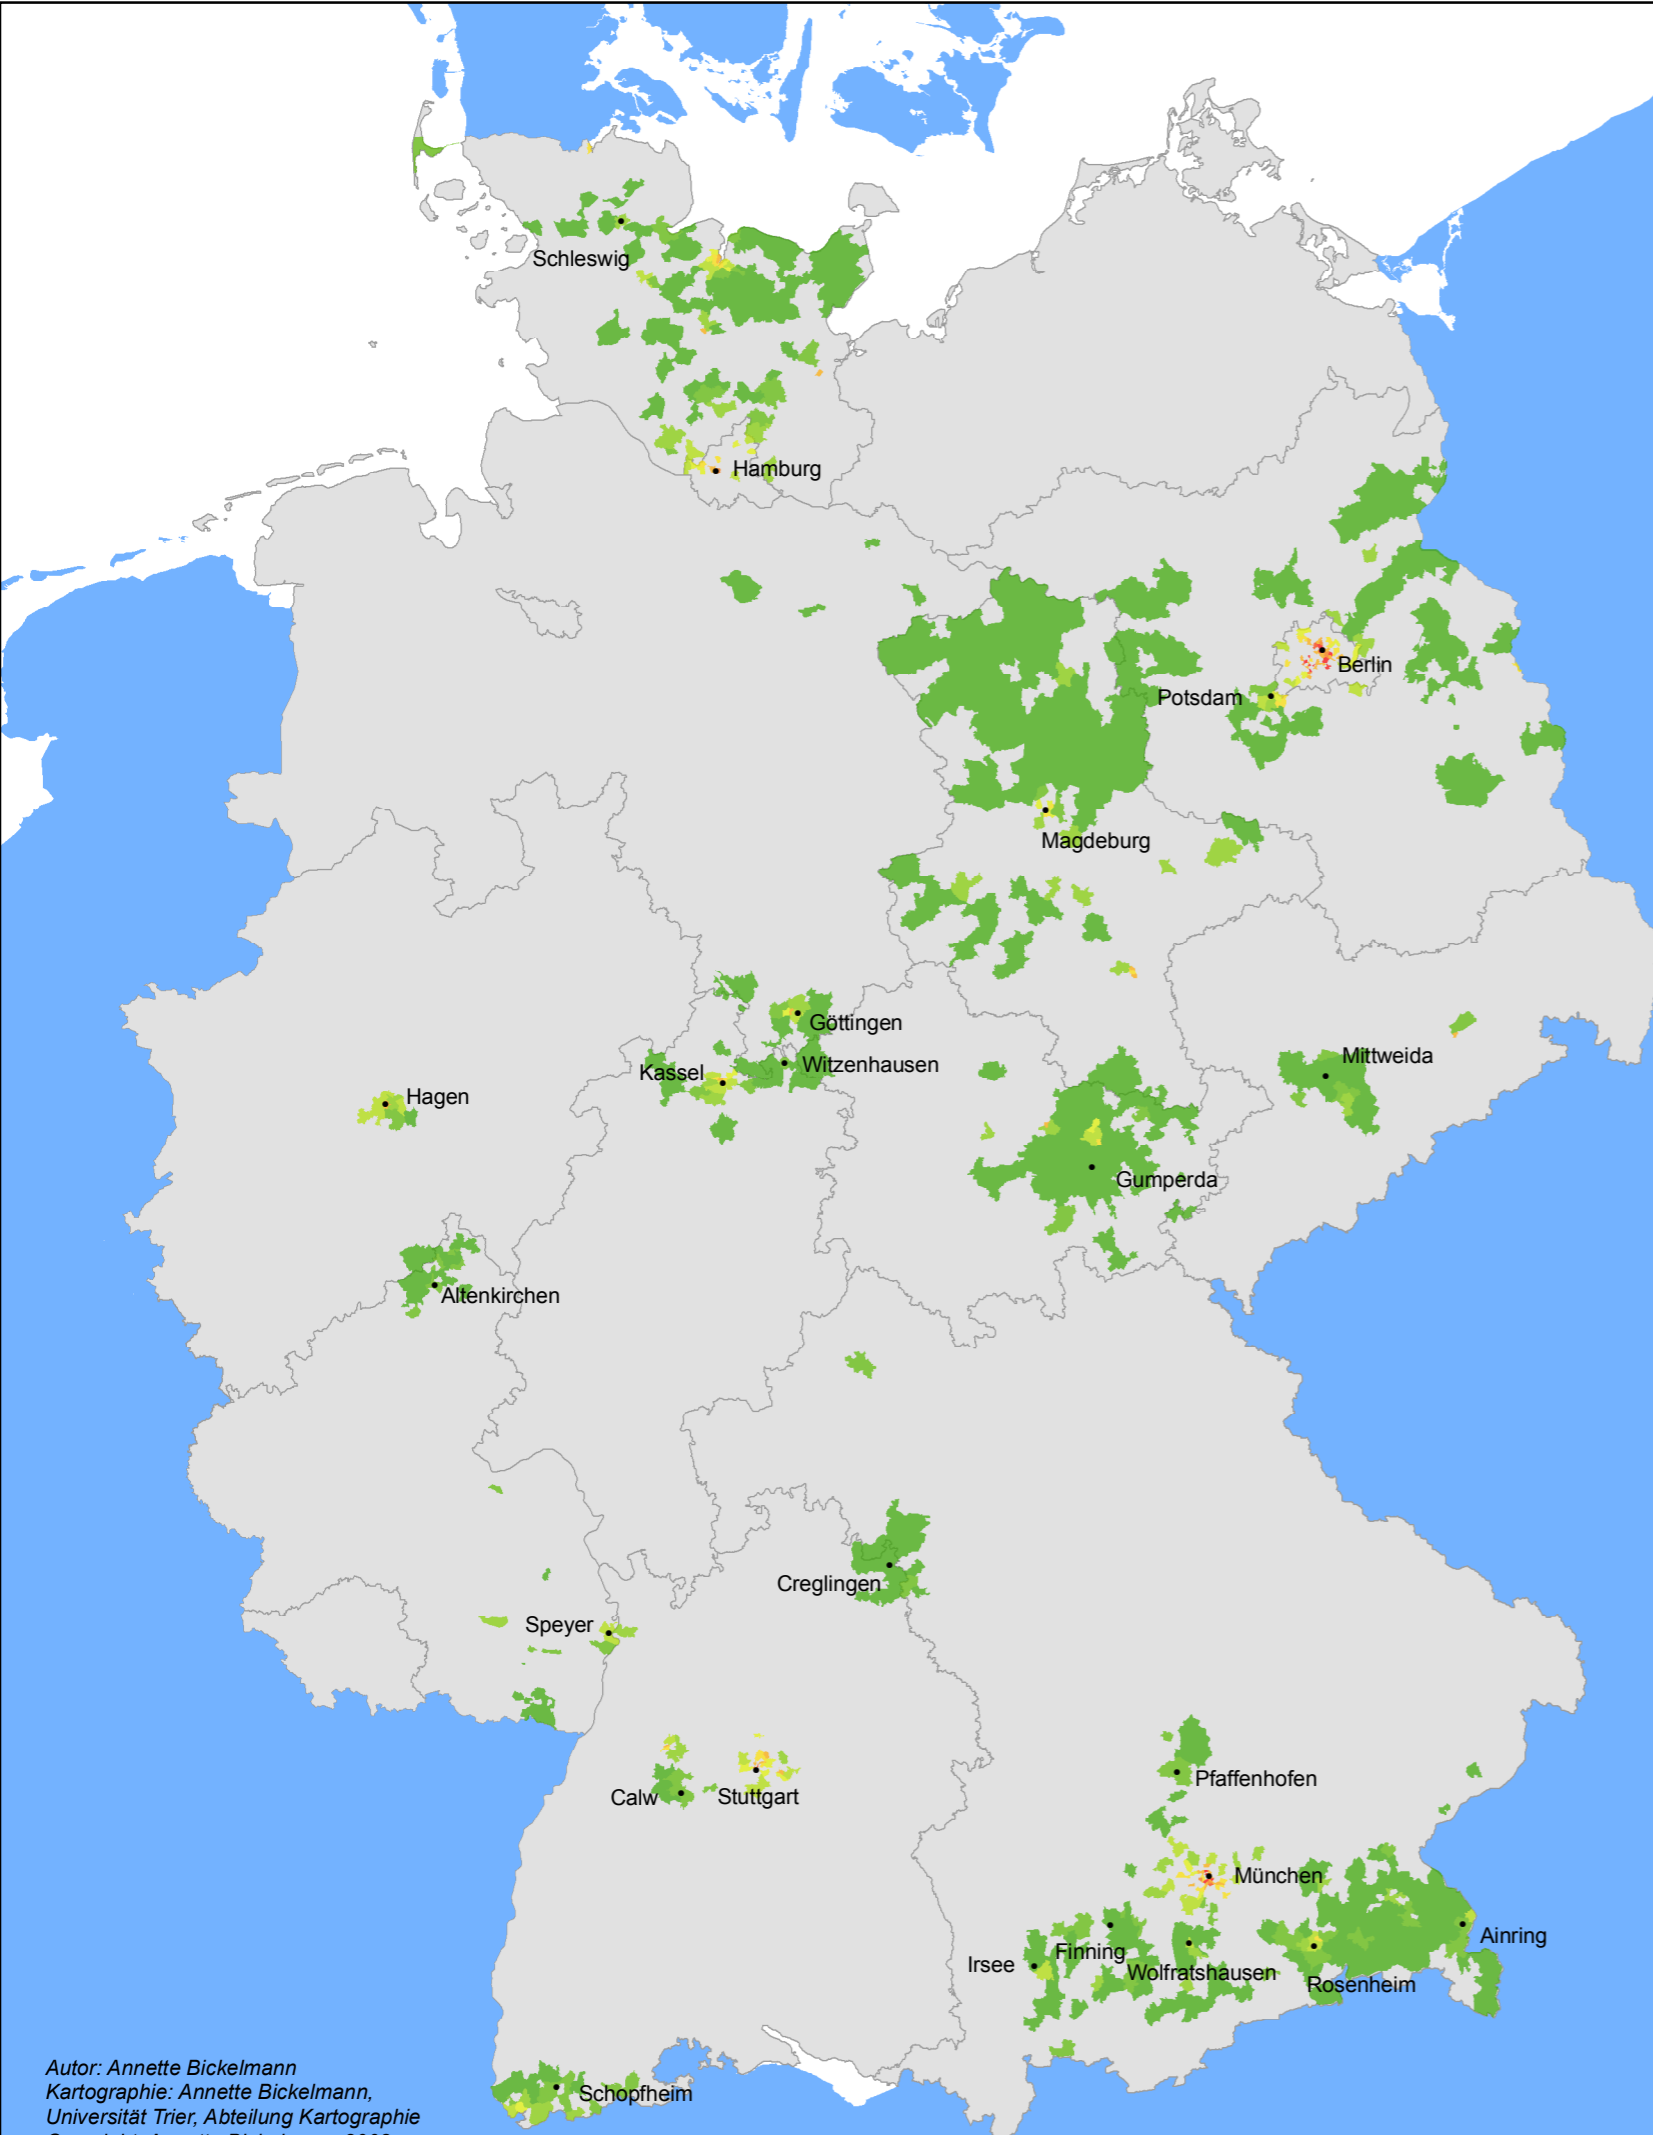 Schleswig
Hamburg
Berlin
Potsdam
Magdeburg
Göttingen
Witzenhausen
Kassel
Mittweida
Hagen
Gumperda
Altenkirchen
Creglingen
Speyer
Pfaffenhofen
Calw
Stuttgart
München
Ainring
Finning
Irsee
Wolfratshausen
Rosenheim
Schopfheim
Autor: Annette Bickelmann
Kartographie: Annette Bickelmann,
Universität Trier, Abteilung Kartographie